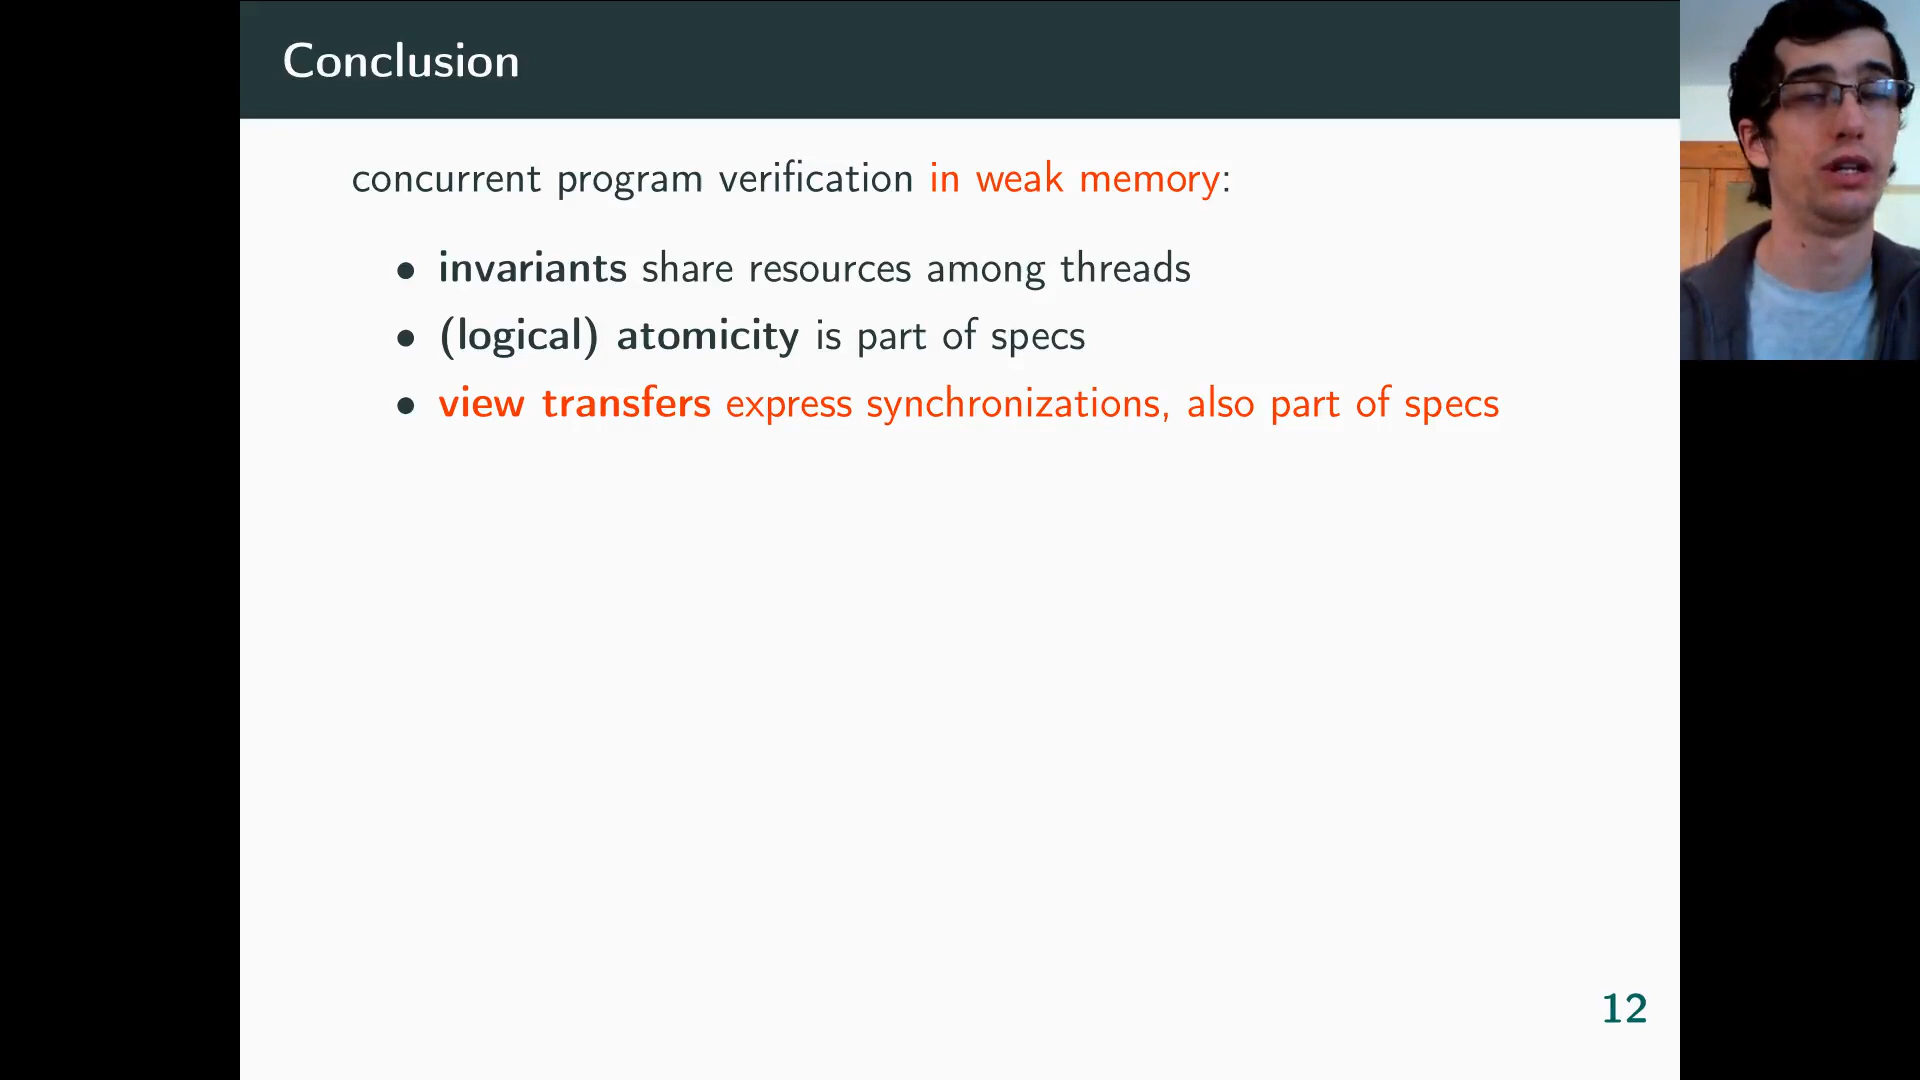 Conclusion
concurrent program verification in weak memory:
• invariants share resources among threads
• (logical) atomicity is part of specs
• view transfers express synchronizations, also part of specs
12